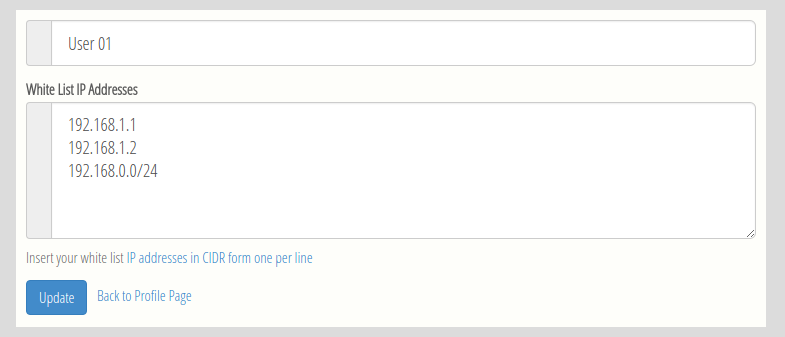 User 01
White List IP Addresses
192.168.1.1
192.168.1.2
192.168.0.0/24
Insert your white list IP addresses in CIDR form one per line
Update Back to Profile Page